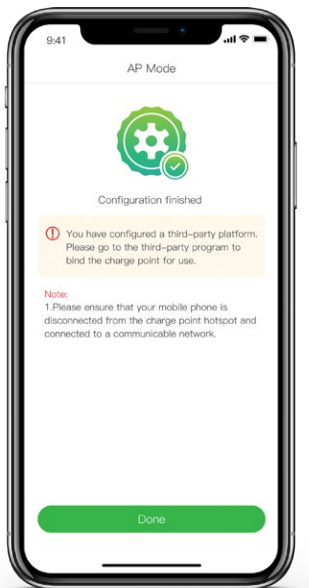 9:41
AP Mode
Configuration finished
You have configured a third-party platform.
Please go to the third-party program to
bind the charge point for use.
Note:
1.Please ensure that your mobile phone is
disconnected from the charge point hotspot and
connected to a communicable network.
Done